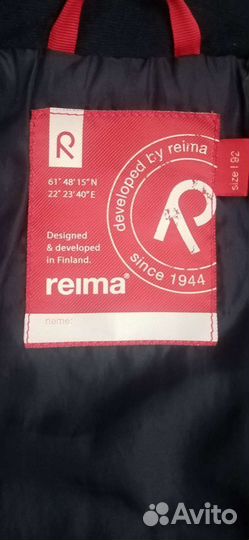 R
61° 48' 15" N
22° 23' 40" E
Designed
& developed
in Finland.
reima®
name:
developed by reima
R
since 1944
size | 92
Avito